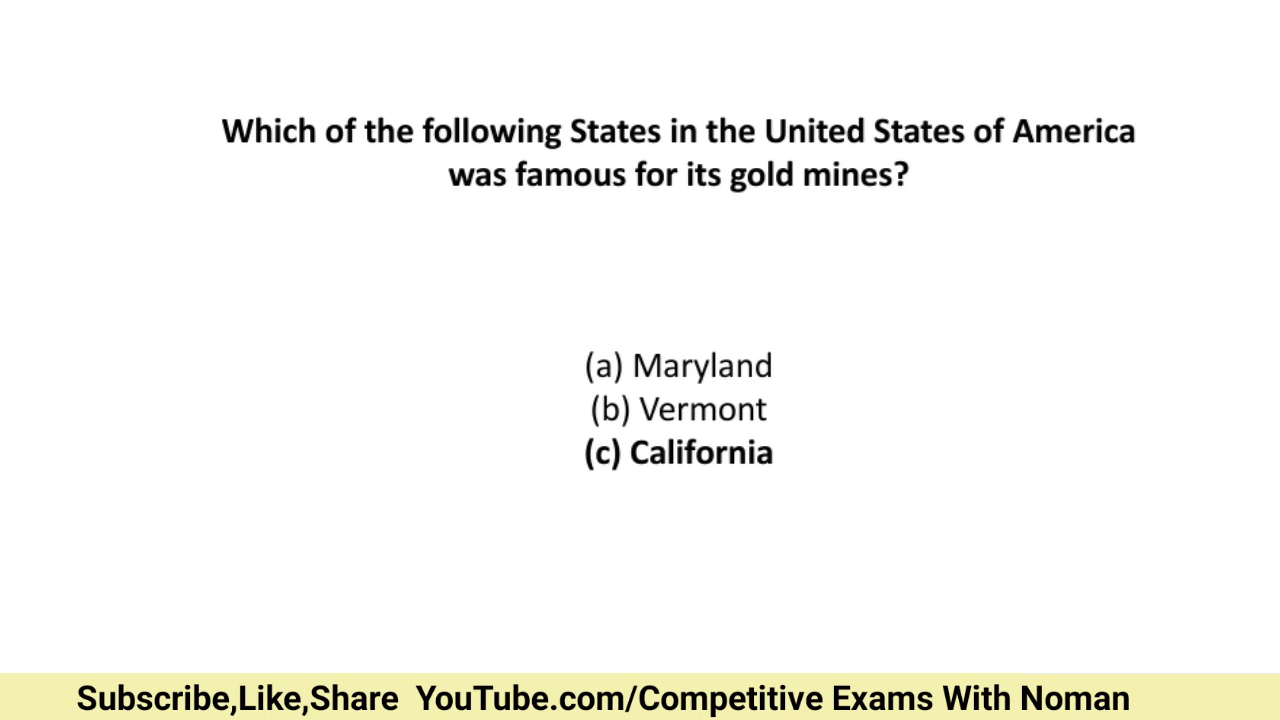 Which of the following States in the United States of America
was famous for its gold mines?
(a) Maryland
(b) Vermont
(c) California
Subscribe,Like,Share  YouTube.com/Competitive Exams With Noman